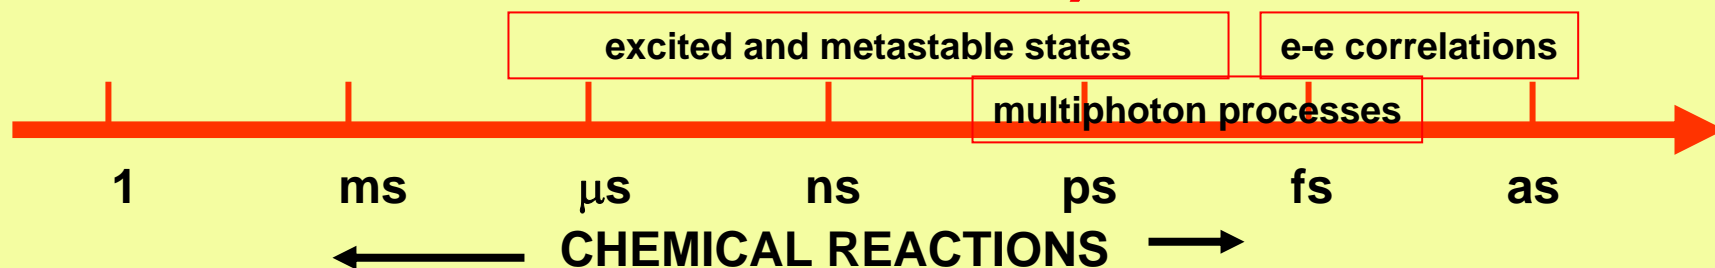 excited and metastable states e-e correlations
multiphoton processes
1 ms μs ns ps fs as
CHEMICAL REACTIONS